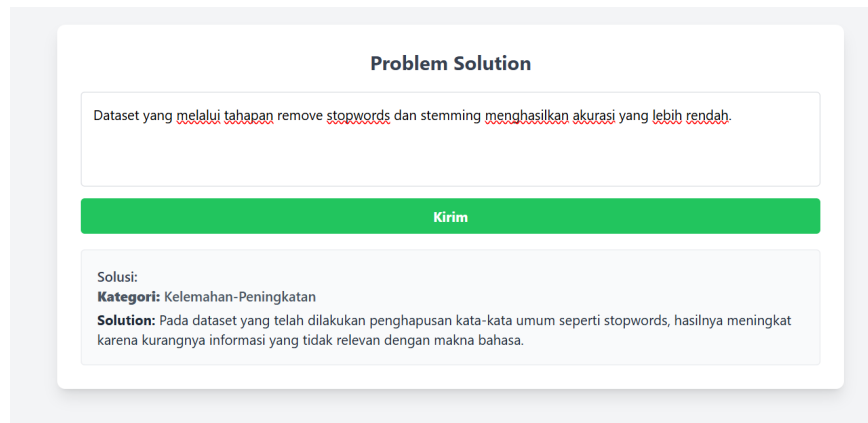 Problem Solution
Dataset yang melalui tahapan remove stopwords dan stemming menghasilkan akurasi yang lebih rendah.
Kirim
Solusi:
Kategori: Kelemahan-Peningkatan
Solution: Pada dataset yang telah dilakukan penghapusan kata-kata umum seperti stopwords, hasilnya meningkat
karena kurangnya informasi yang tidak relevan dengan makna bahasa.